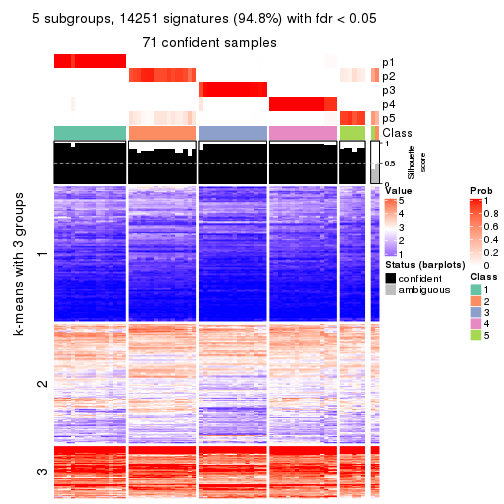 5 subgroups, 14251 signatures (94.8%) with fdr < 0.05
71 confident samples
p1
p2
p3
p4
p5
Class
1
0.5
0
Silhouette
score
k-means with 3 groups
1
2
3
Value
5
4
3
2
1
Status (barplots)
confident
ambiguous
Prob
1
0.8
0.6
0.4
0.2
0
Class
1
2
3
4
5